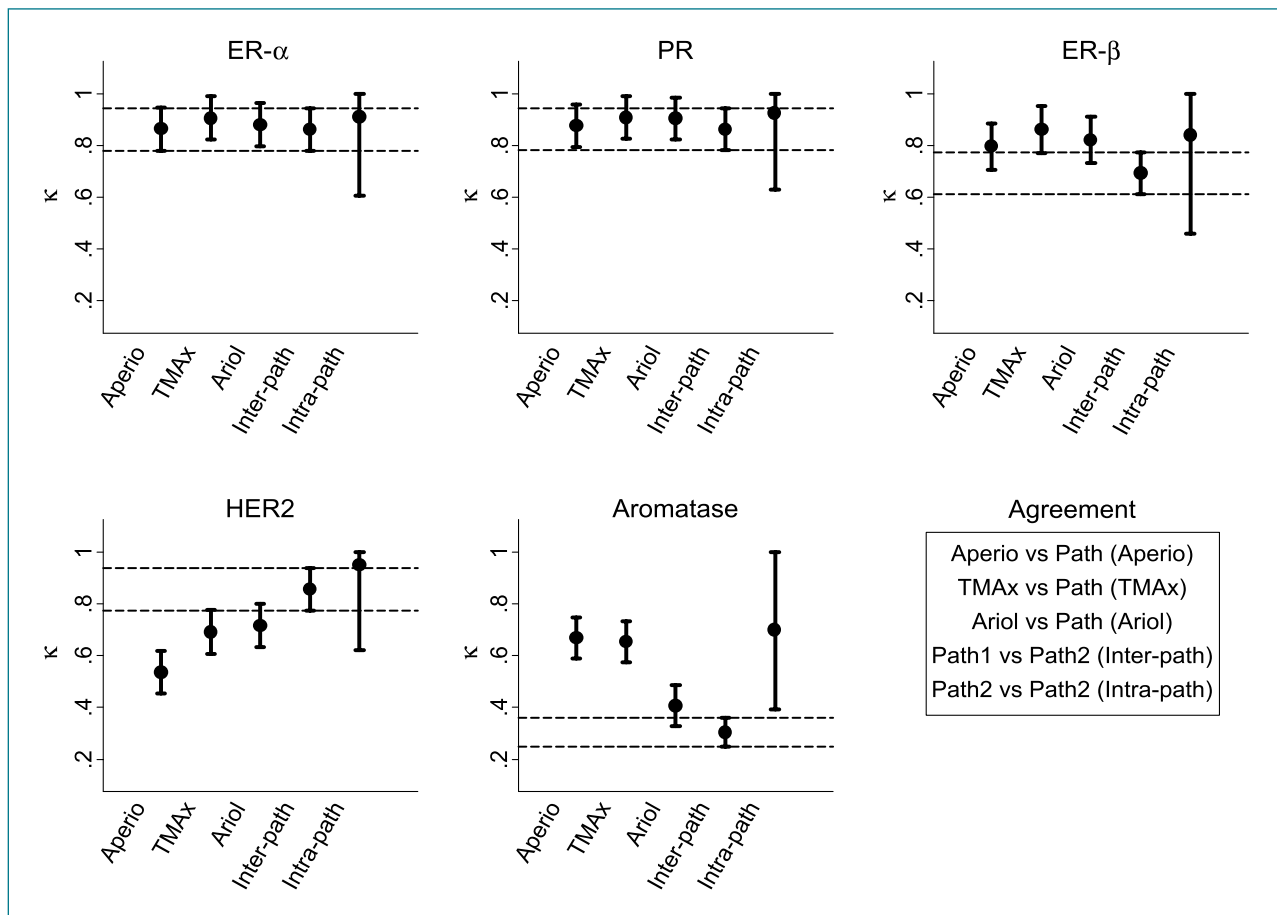 ER-α
κ
1
.8
.6
.4
.2
Aperio
TMAx
Ariol
Inter-path
Intra-path
PR
κ
1
.8
.6
.4
.2
Aperio
TMAx
Ariol
Inter-path
Intra-path
ER-β
κ
1
.8
.6
.4
.2
Aperio
TMAx
Ariol
Inter-path
Intra-path
HER2
κ
1
.8
.6
.4
.2
Aperio
TMAx
Ariol
Inter-path
Intra-path
Aromatase
κ
1
.8
.6
.4
.2
Aperio
TMAx
Ariol
Inter-path
Intra-path
Agreement
Aperio vs Path (Aperio)
TMAx vs Path (TMAx)
Ariol vs Path (Ariol)
Path1 vs Path2 (Inter-path)
Path2 vs Path2 (Intra-path)